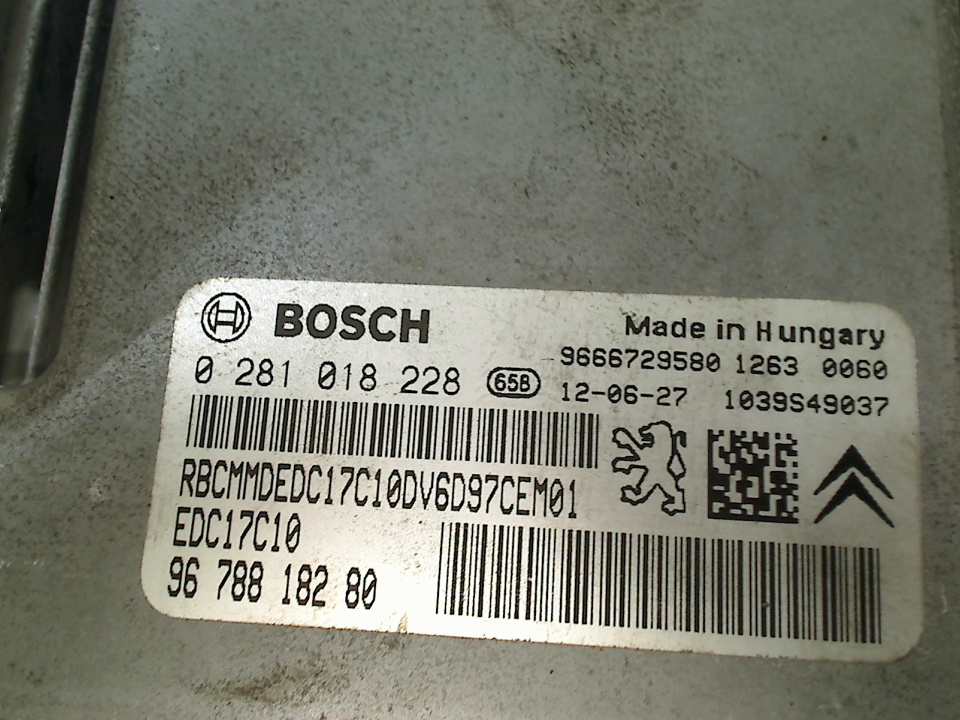 BOSCH
Made in Hungary
0 281 018 228 65B
9666729580 1263 0060
12-06-27 1039S49037
RBCMMDEDC17C10DV6D97CEM01
EDC17C10
96 788 182 80